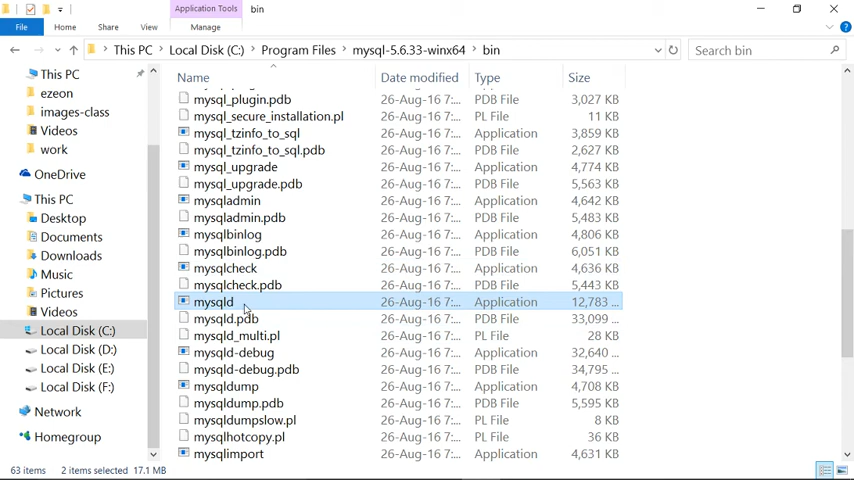 Application Tools bin
File Home Share View Manage
This PC > Local Disk (C:) > Program Files > mysql-5.6.33-winx64 > bin Search bin
This PC
ezeon
images-class
Videos
work
OneDrive
This PC
Desktop
Documents
Downloads
Music
Pictures
Videos
Local Disk (C:)
Local Disk (D:)
Local Disk (E:)
Local Disk (F:)
Network
Homegroup
Name Date modified Type Size
mysql_plugin.pdb 26-Aug-16 7:... PDB File 3,027 KB
mysql_secure_installation.pl 26-Aug-16 7:... PL File 11 KB
mysql_tzinfo_to_sql 26-Aug-16 7:... Application 3,859 KB
mysql_tzinfo_to_sql.pdb 26-Aug-16 7:... PDB File 2,627 KB
mysql_upgrade 26-Aug-16 7:... Application 4,774 KB
mysql_upgrade.pdb 26-Aug-16 7:... PDB File 5,563 KB
mysqladmin 26-Aug-16 7:... Application 4,642 KB
mysqladmin.pdb 26-Aug-16 7:... PDB File 5,483 KB
mysqlbinlog 26-Aug-16 7:... Application 4,806 KB
mysqlbinlog.pdb 26-Aug-16 7:... PDB File 6,051 KB
mysqlcheck 26-Aug-16 7:... Application 4,636 KB
mysqlcheck.pdb 26-Aug-16 7:... PDB File 5,443 KB
mysqld 26-Aug-16 7:... Application 12,783 ...
mysqld.pdb 26-Aug-16 7:... PDB File 33,099 ...
mysqld_multi.pl 26-Aug-16 7:... PL File 28 KB
mysqld-debug 26-Aug-16 7:... Application 32,640 ...
mysqld-debug.pdb 26-Aug-16 7:... PDB File 34,795 ...
mysqldump 26-Aug-16 7:... Application 4,708 KB
mysqldump.pdb 26-Aug-16 7:... PDB File 5,595 KB
mysqldumpslow.pl 26-Aug-16 7:... PL File 8 KB
mysqlhotcopy.pl 26-Aug-16 7:... PL File 36 KB
mysqlimport 26-Aug-16 7:... Application 4,631 KB
63 items 2 items selected 17.1 MB